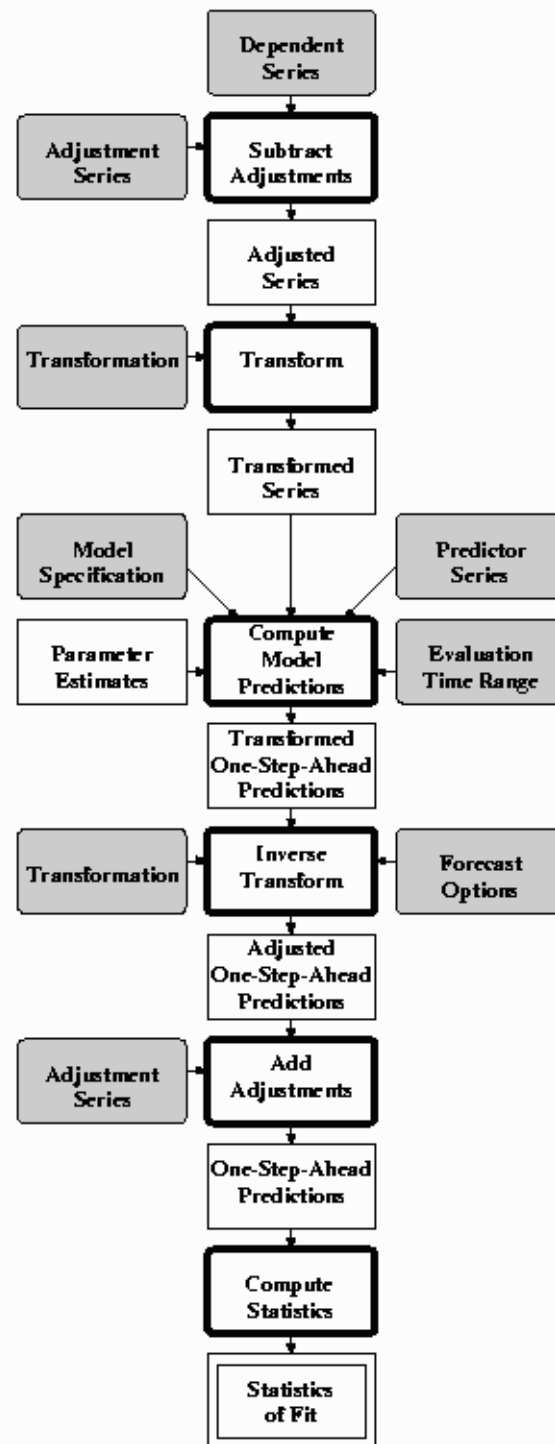 Dependent
Series
Adjustment
Series
Subtract
Adjustments
Adjusted
Series
Transformation
Transform
Transformed
Series
Model
Specification
Predictor
Series
Parameter
Estimates
Compute
Model
Predictions
Evaluation
Time Range
Transformed
One-Step-Ahead
Predictions
Transformation
Inverse
Transform
Forecast
Options
Adjusted
One-Step-Ahead
Predictions
Adjustment
Series
Add
Adjustments
One-Step-Ahead
Predictions
Compute
Statistics
Statistics
of Fit